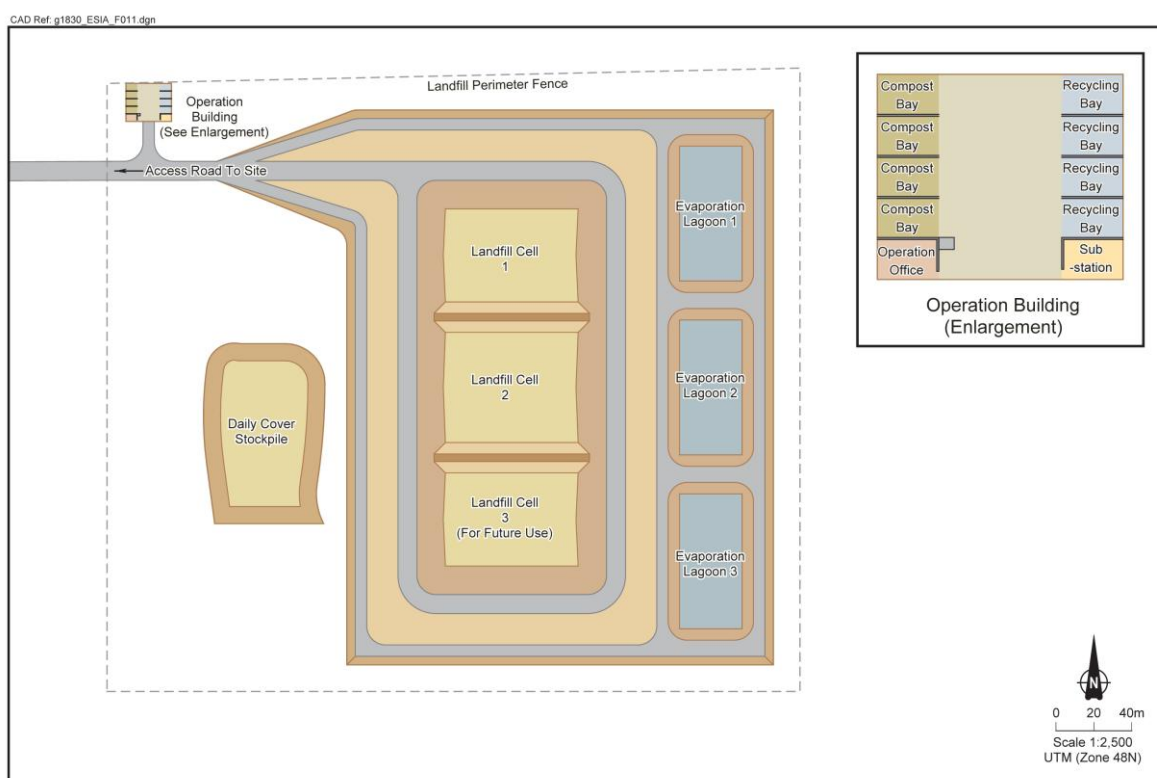 CAD Ref: g1830_ESIA_F011.dgn
Landfill Perimeter Fence
Operation
Building
(See Enlargement)
Access Road To Site
Landfill Cell
1
Landfill Cell
2
Landfill Cell
3
(For Future Use)
Daily Cover
Stockpile
Evaporation
Lagoon 1
Evaporation
Lagoon 2
Evaporation
Lagoon 3
Compost
Bay
Recycling
Bay
Compost
Bay
Recycling
Bay
Compost
Bay
Recycling
Bay
Compost
Bay
Recycling
Bay
Operation
Office
Sub
-station
Operation Building
(Enlargement)
N
0 20 40m
Scale 1:2,500
UTM (Zone 48N)